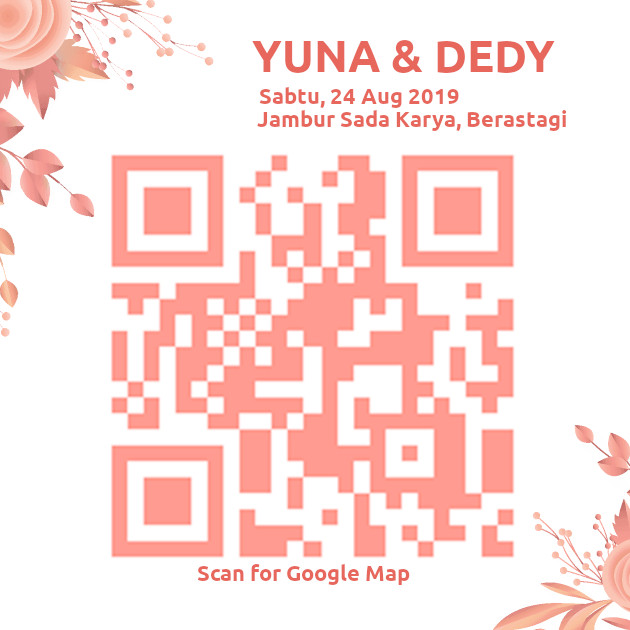 YUNA & DEDY
Sabtu, 24 Aug 2019
Jambur Sada Karya, Berastagi
Scan for Google Map